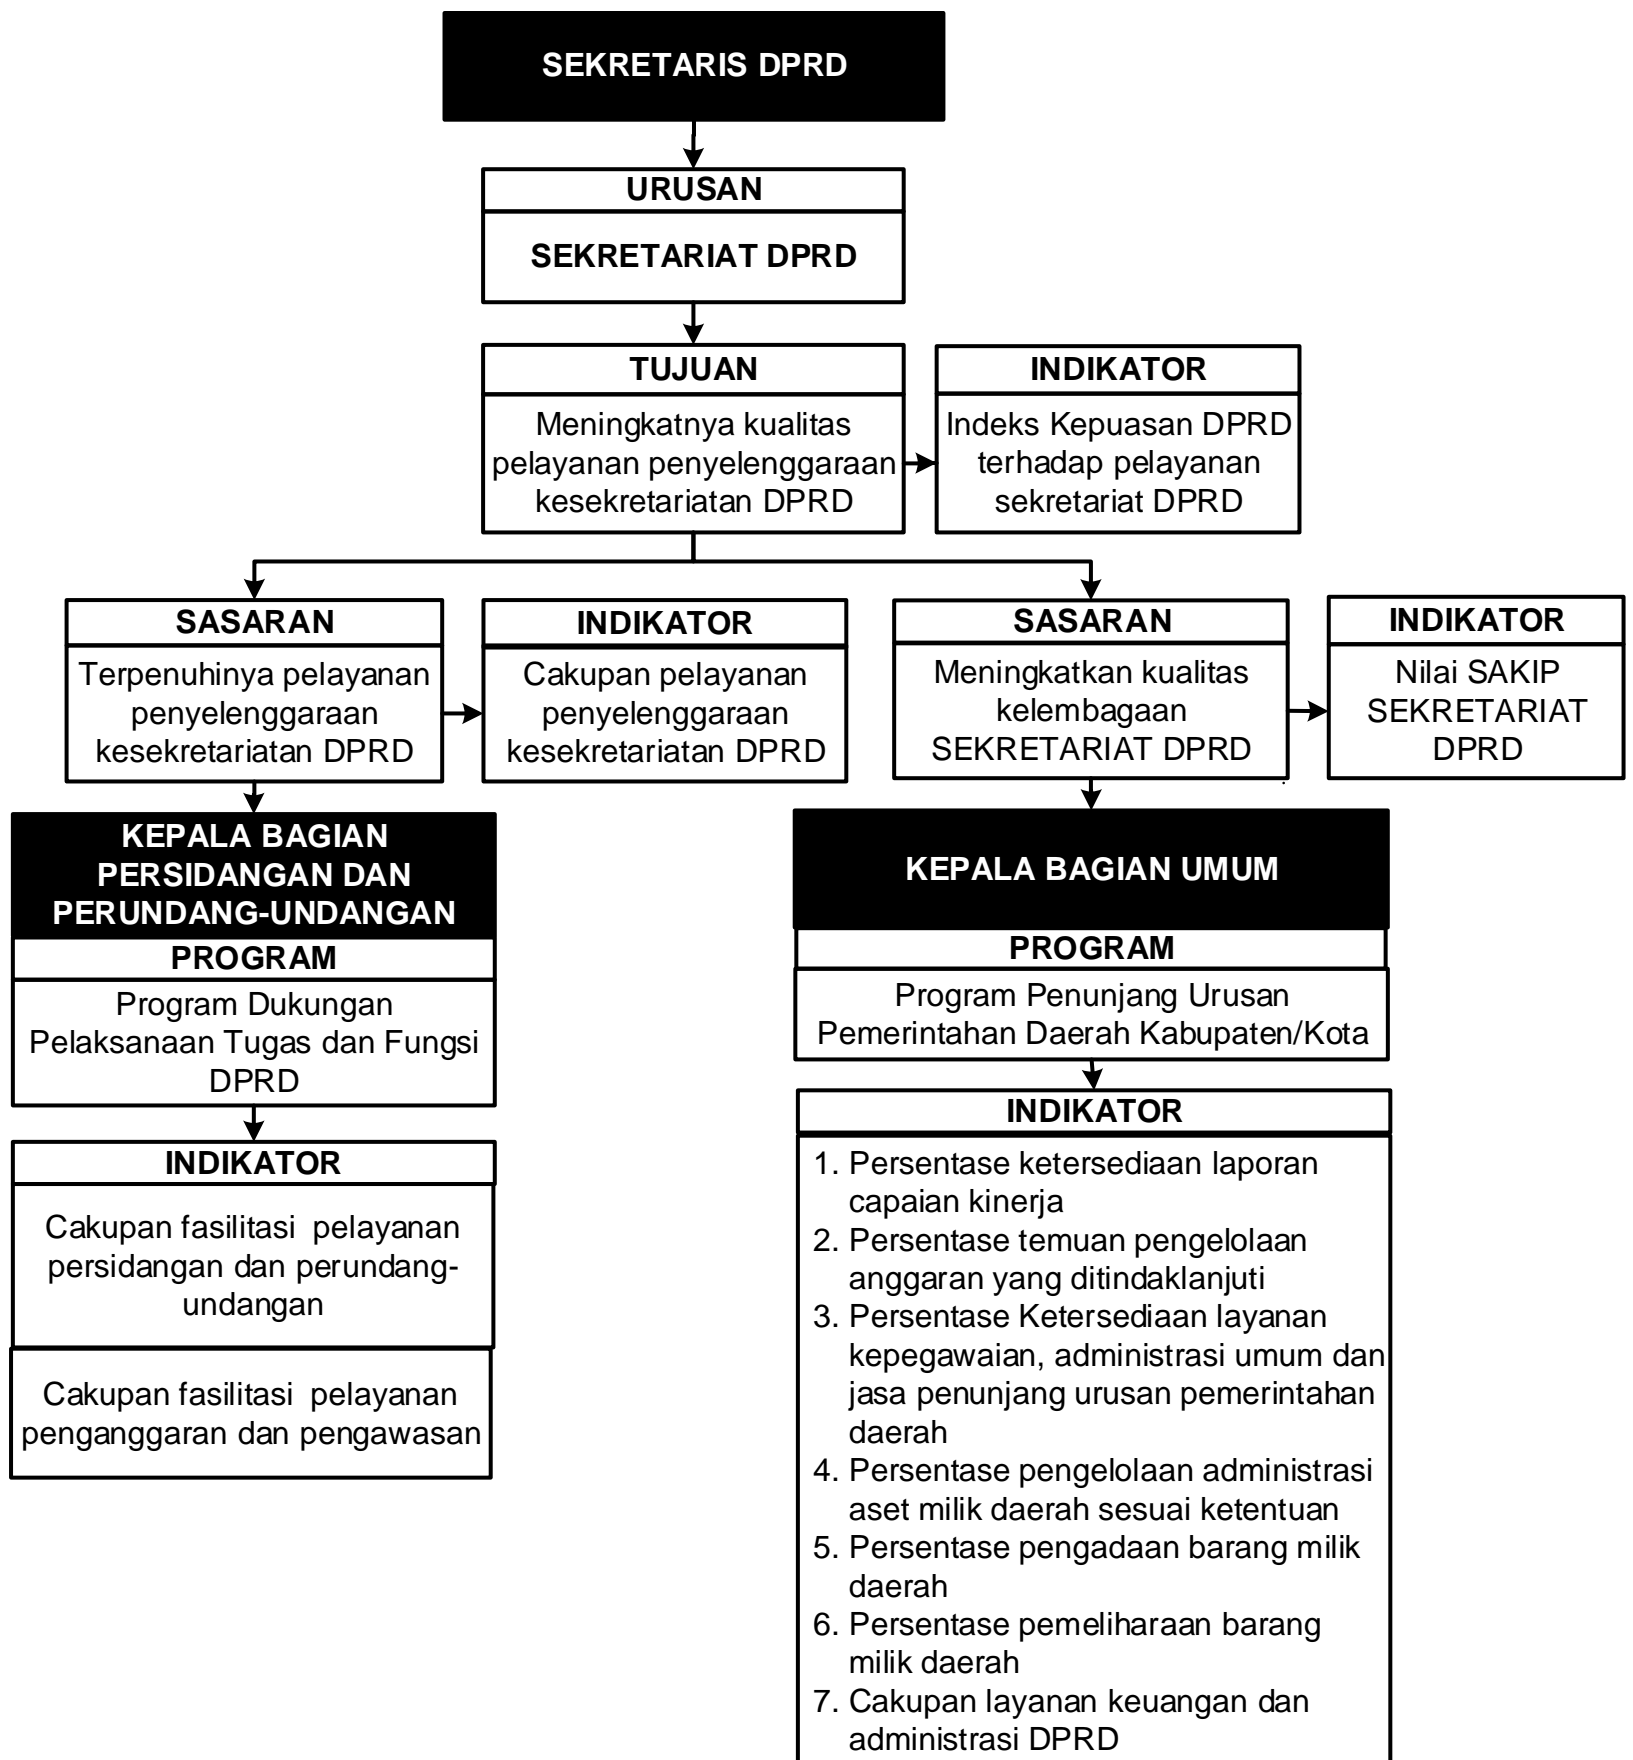 SEKRETARIS DPRD
URUSAN
SEKRETARIAT DPRD
TUJUAN
Meningkatnya kualitas
pelayanan penyelenggaraan
kesekretariatan DPRD
INDIKATOR
Indeks Kepuasan DPRD
terhadap pelayanan
sekretariat DPRD
SASARAN
Terpenuhinya pelayanan
penyelenggaraan
kesekretariatan DPRD
INDIKATOR
Cakupan pelayanan
penyelenggaraan
kesekretariatan DPRD
SASARAN
Meningkatkan kualitas
kelembagaan
SEKRETARIAT DPRD
INDIKATOR
Nilai SAKIP
SEKRETARIAT
DPRD
KEPALA BAGIAN
PERSIDANGAN DAN
PERUNDANG-UNDANGAN
PROGRAM
Program Dukungan
Pelaksanaan Tugas dan Fungsi
DPRD
INDIKATOR
Cakupan fasilitasi  pelayanan
persidangan dan perundang-
undangan
Cakupan fasilitasi  pelayanan
penganggaran dan pengawasan
KEPALA BAGIAN UMUM
PROGRAM
Program Penunjang Urusan
Pemerintahan Daerah Kabupaten/Kota
INDIKATOR
1. Persentase ketersediaan laporan
capaian kinerja
2. Persentase temuan pengelolaan
anggaran yang ditindaklanjuti
3. Persentase Ketersediaan layanan
kepegawaian, administrasi umum dan
jasa penunjang urusan pemerintahan
daerah
4. Persentase pengelolaan administrasi
aset milik daerah sesuai ketentuan
5. Persentase pengadaan barang milik
daerah
6. Persentase pemeliharaan barang
milik daerah
7. Cakupan layanan keuangan dan
administrasi DPRD